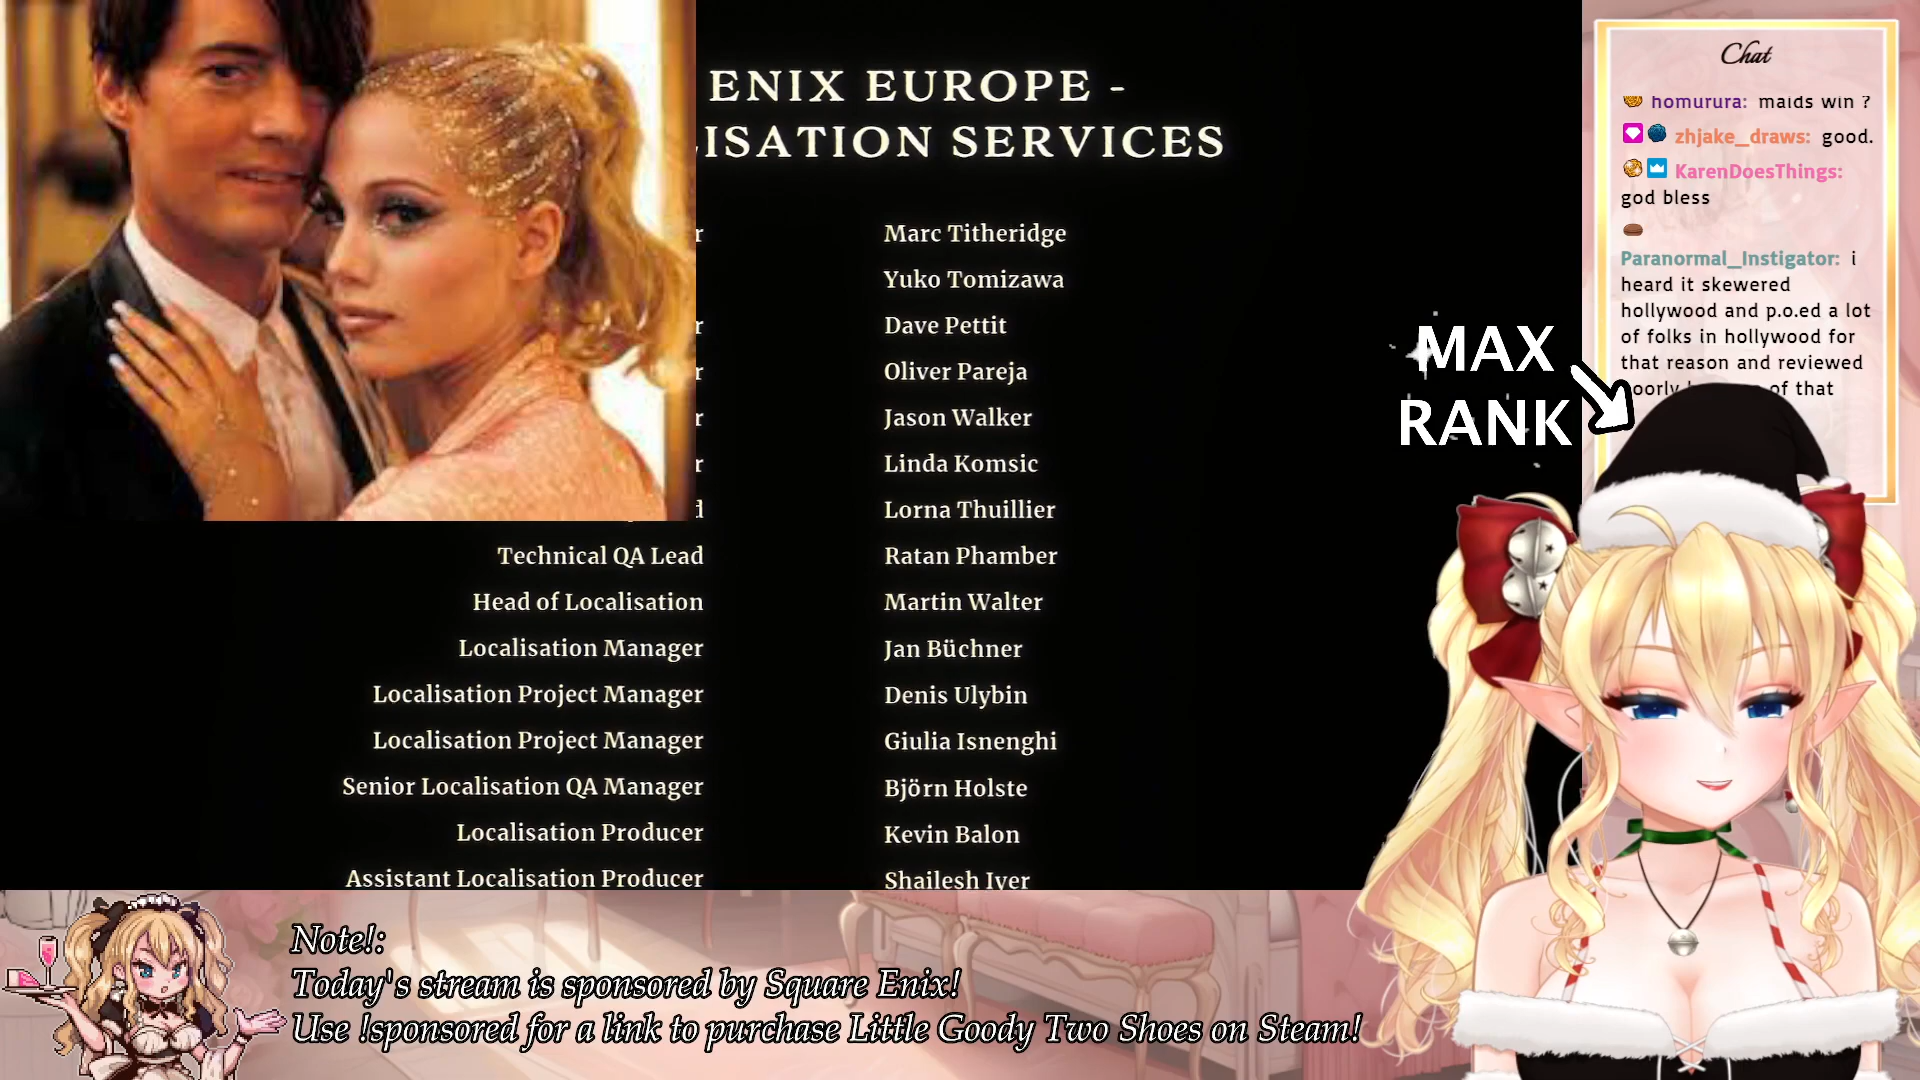 ENIX EUROPE -
LISATION SERVICES
Marc Titheridge
Yuko Tomizawa
Dave Pettit
Oliver Pareja
Jason Walker
Linda Komsic
Lorna Thuillier
Technical QA Lead Ratan Phamber
Head of Localisation Martin Walter
Localisation Manager Jan Büchner
Localisation Project Manager Denis Ulybin
Localisation Project Manager Giulia Isnenghi
Senior Localisation QA Manager Björn Holste
Localisation Producer Kevin Balon
Assistant Localisation Producer Shailesh Iyer
Chat
homurura: maids win ?
zhjake_draws: good.
KarenDoesThings:
god bless
Paranormal_Instigator: i
heard it skewered
hollywood and p.o.ed a lot
of folks in hollywood for
that reason and reviewed
of that
MAX
RANK
Note!:
Today's stream is sponsored by Square Enix!
Use !sponsored for a link to purchase Little Goody Two Shoes on Steam!